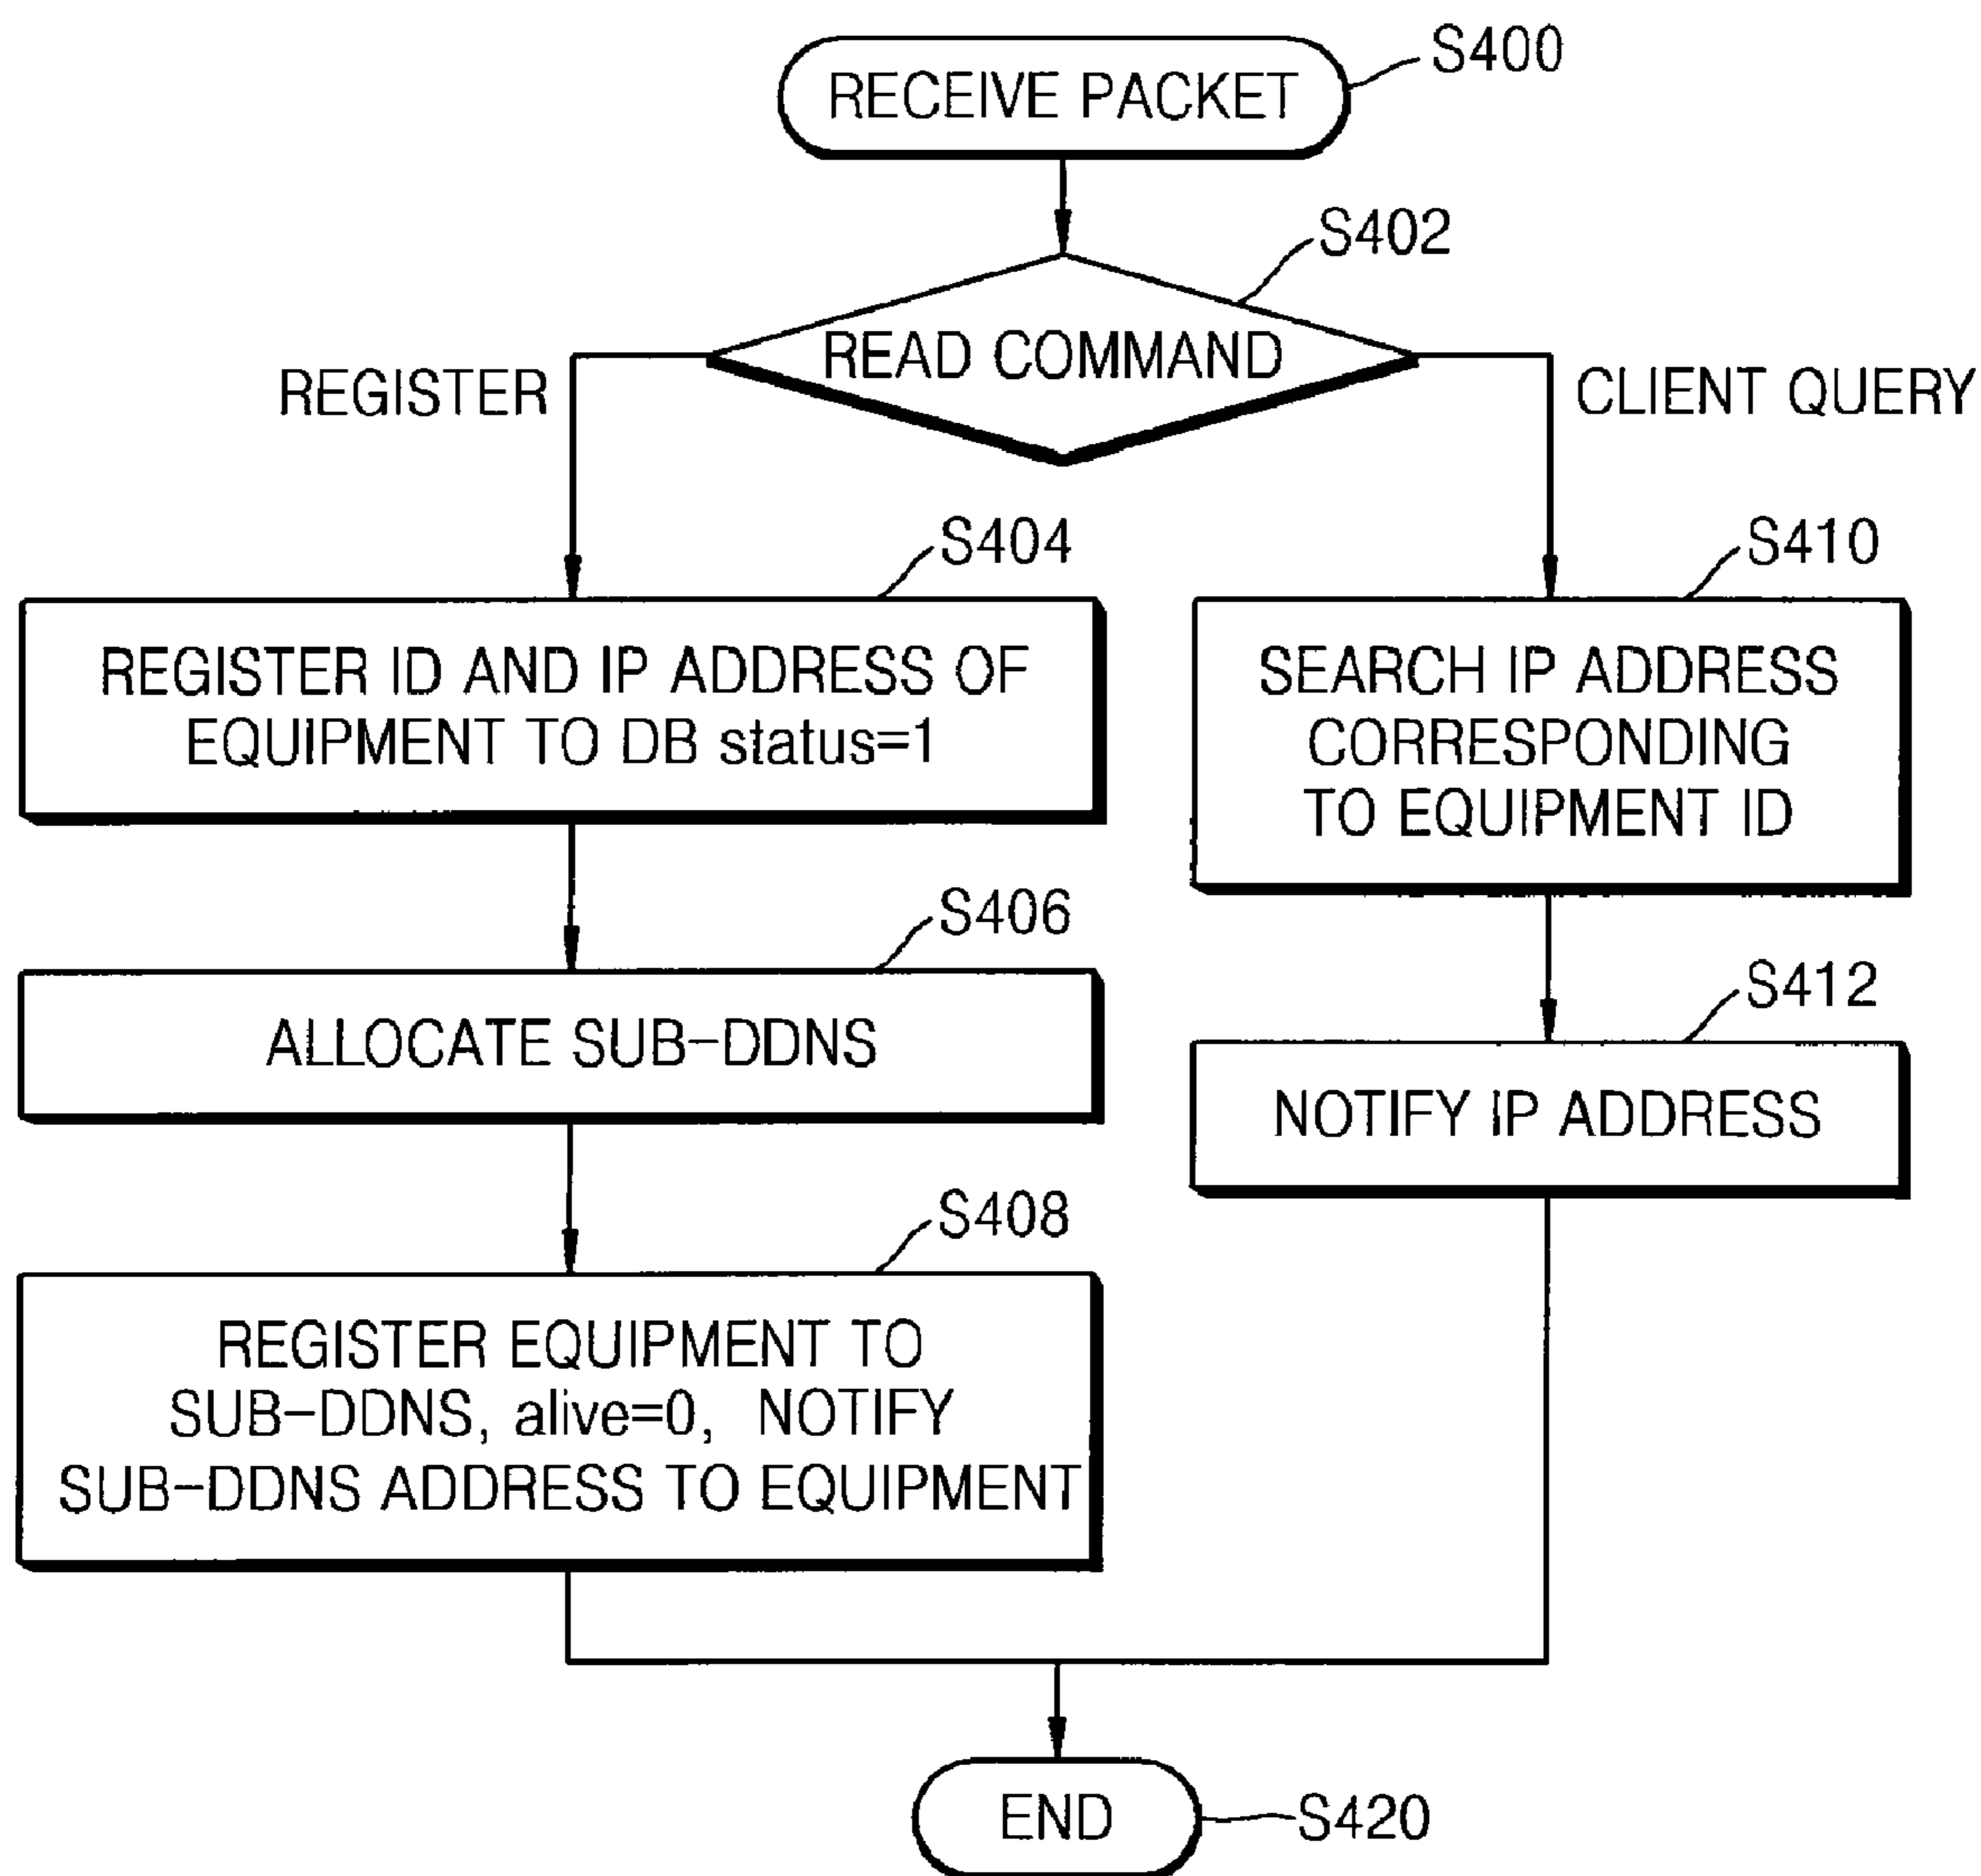 RECEIVE PACKET
S400
S402
READ COMMAND
REGISTER
CLIENT QUERY
S404
REGISTER ID AND IP ADDRESS OF
EQUIPMENT TO DB status=1
S406
ALLOCATE SUB-DDNS
S408
REGISTER EQUIPMENT TO
SUB-DDNS, alive=0, NOTIFY
SUB-DDNS ADDRESS TO EQUIPMENT
S410
SEARCH IP ADDRESS
CORRESPONDING
TO EQUIPMENT ID
S412
NOTIFY IP ADDRESS
END
S420